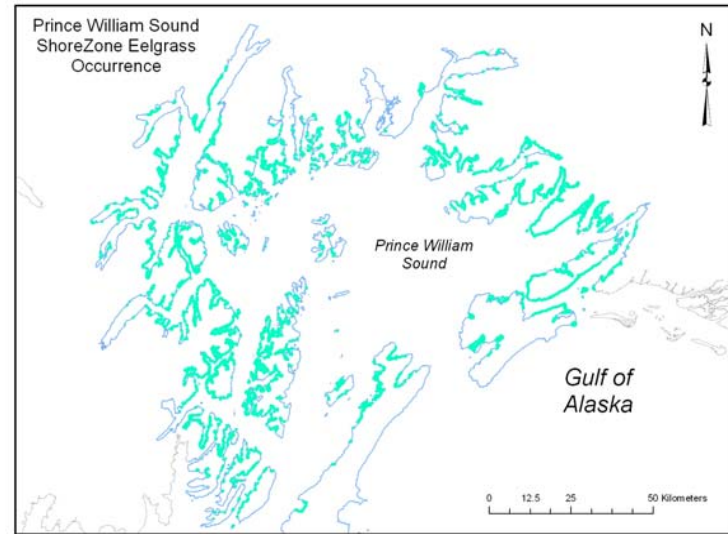 Prince William Sound
ShoreZone Eelgrass
Occurrence
N
Prince William
Sound
Gulf of
Alaska
0 12.5 25 50 Kilometers